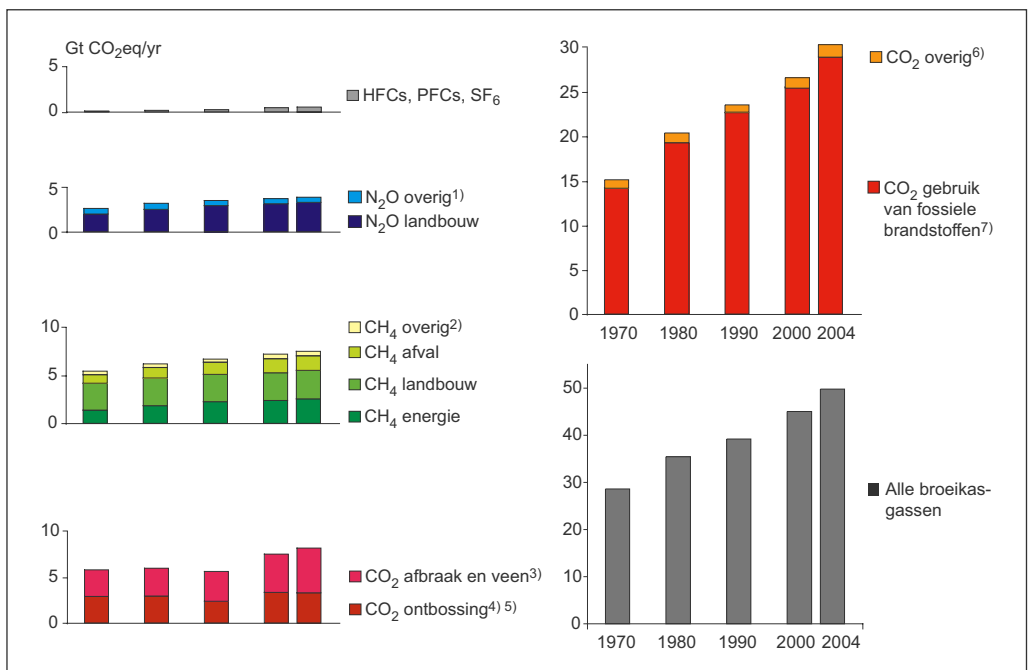 Gt CO₂eq/yr
5
0
HFCs, PFCs, SF₆
5
0
N₂O overig¹⁾
N₂O landbouw
10
5
0
CH₄ overig²⁾
CH₄ afval
CH₄ landbouw
CH₄ energie
10
5
0
CO₂ afbraak en veen³⁾
CO₂ ontbossing⁴⁾ ⁵⁾
30
25
20
15
10
5
0
1970 1980 1990 2000 2004
CO₂ overig⁶⁾
CO₂ gebruik
van fossiele
brandstoffen⁷⁾
50
40
30
20
10
0
1970 1980 1990 2000 2004
Alle broeikas-
gassen